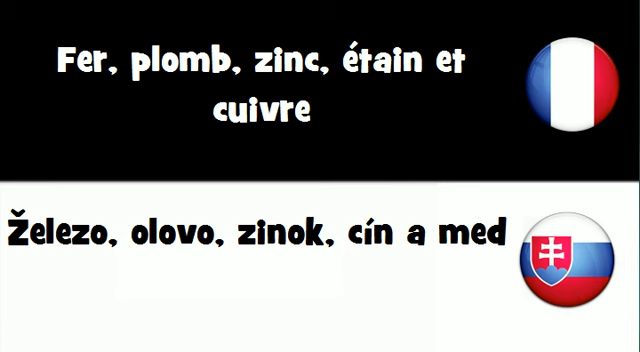 Fer, plomb, zinc, étain et
cuivre
Železo, olovo, zinok, cín a med